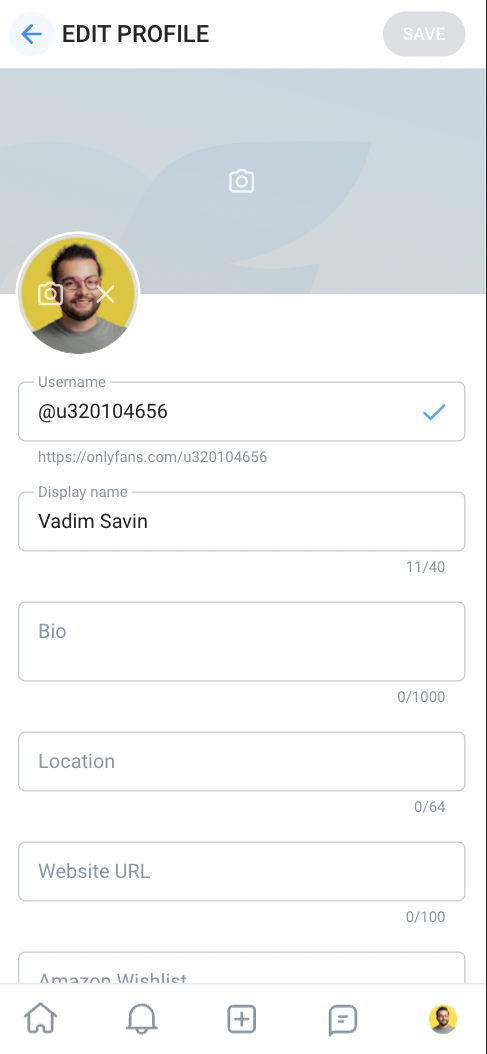 EDIT PROFILE
SAVE
Username
@u320104656
https://onlyfans.com/u320104656
Display name
Vadim Savin
11/40
Bio
0/1000
Location
0/64
Website URL
0/100
Amazon Wishlist